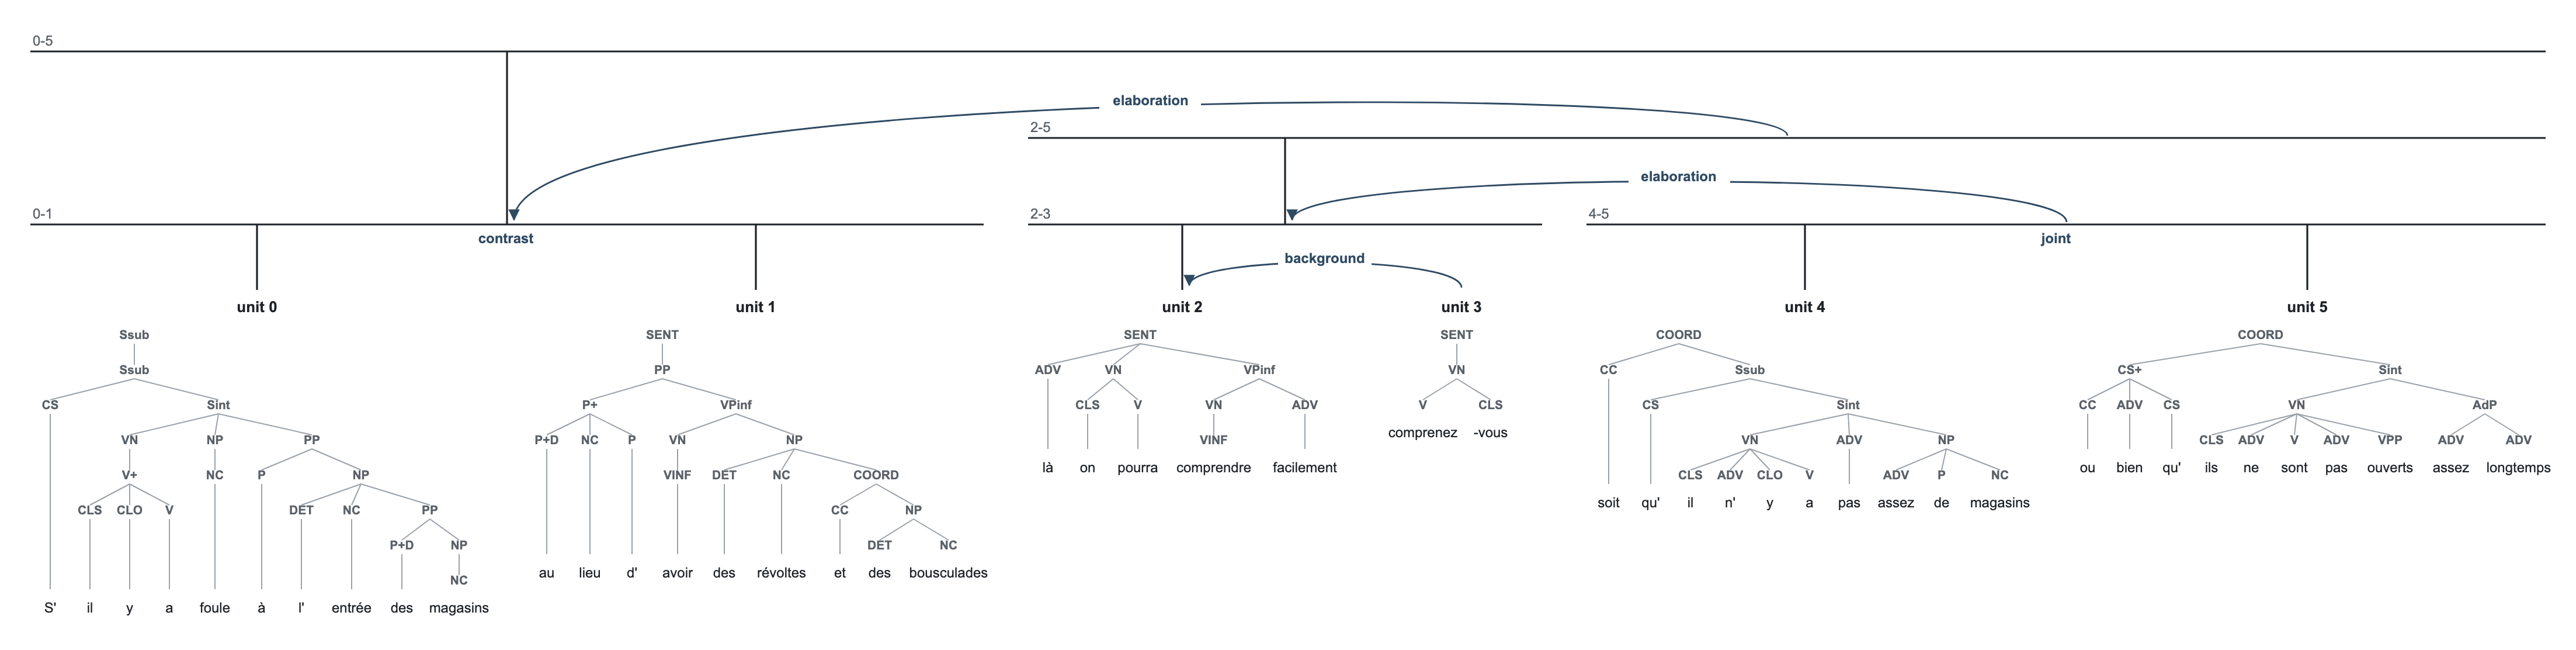 0-5
elaboration
2-5
elaboration
0-1 2-3 4-5
contrast joint
background
unit 0 unit 1 unit 2 unit 3 unit 4 unit 5
Ssub SENT SENT SENT COORD COORD
Ssub PP ADV VN VPinf VN CC Ssub CS+ Sint
CS Sint P+ VPinf CLS V VN ADV V CLS CS Sint CC ADV CS VN AdP
comprenez -vous
VN NP PP P+D NC P VN NP VINF VN ADV NP CLS ADV V ADV VPP ADV ADV
là on pourra comprendre facilement ou bien qu' ils ne sont pas ouverts assez longtemps
V+ NC P NP VINF DET NC COORD CLS ADV CLO V ADV P NC
soit qu' il n' y a pas assez de magasins
CLS CLO V DET NC PP CC NP
P+D NP DET NC
au lieu d' avoir des révoltes et des bousculades
NC
S' il y a foule à l' entrée des magasins